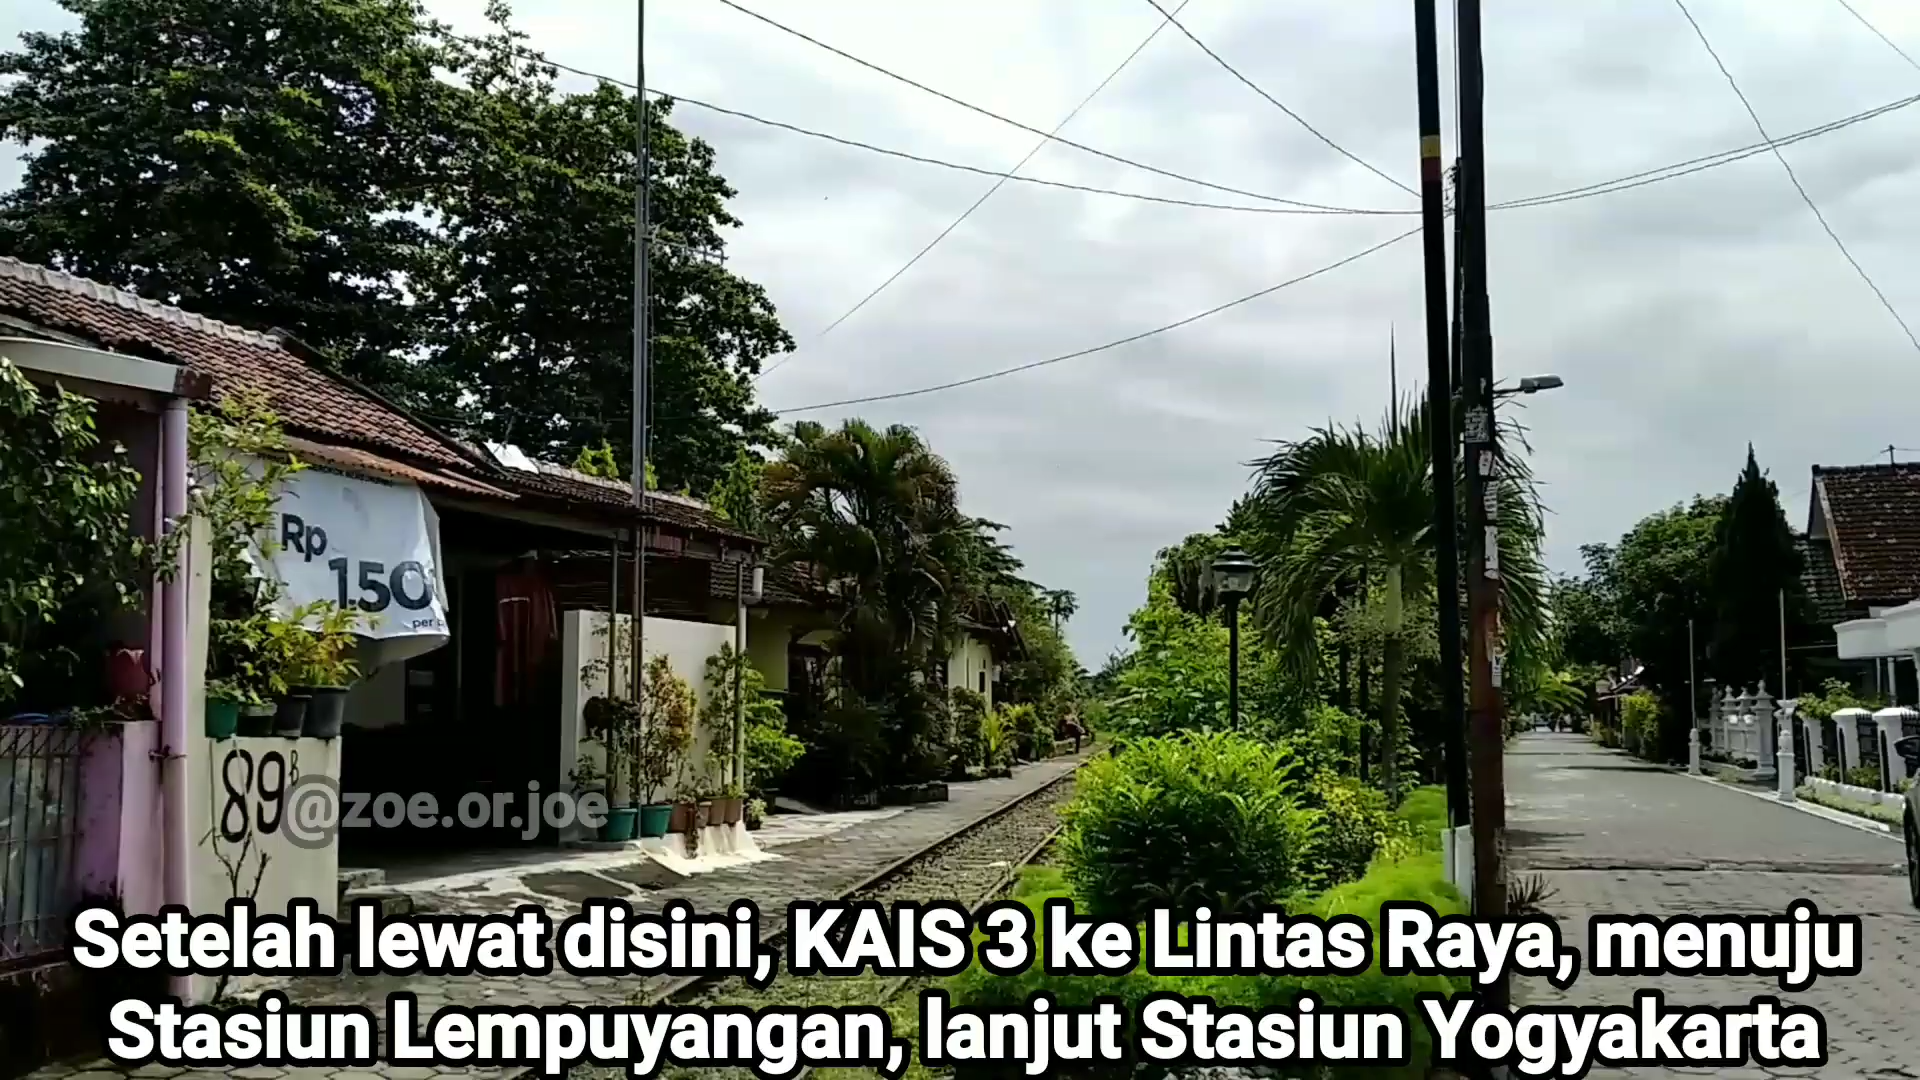 Rp
150
per
89B
@zoe.or.joe
Setelah lewat disini, KAIS 3 ke Lintas Raya, menuju
Stasiun Lempuyangan, lanjut Stasiun Yogyakarta